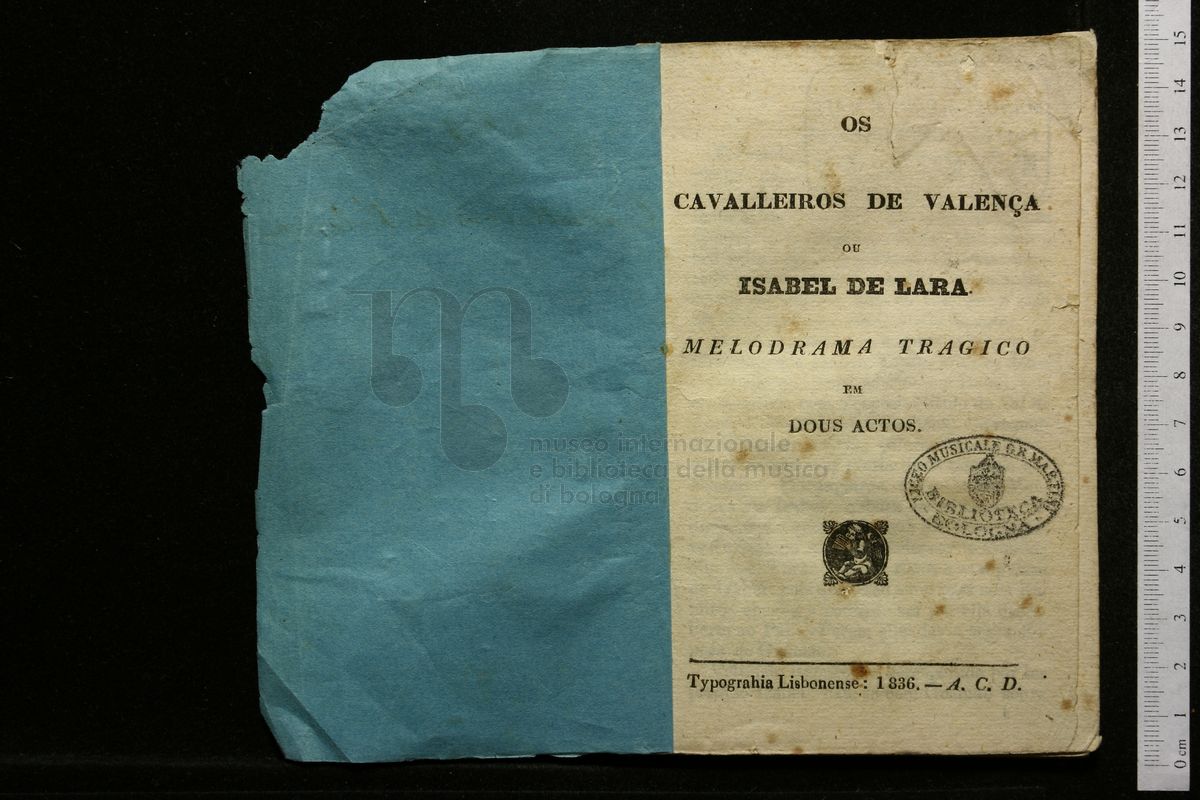 OS
CAVALLEIROS DE VALENÇA
OU
ISABEL DE LARA.
MELODRAMA TRAGICO
EM
DOUS ACTOS.
LICEO MUSICALE G.B. MARTINI
BIBLIOTECA
BOLOGNA
Typograhia Lisbonense: 1836. — A. C. D.
museo internazionale
e biblioteca della musica
di bologna
0 cm 1 2 3 4 5 6 7 8 9 10 11 12 13 14 15